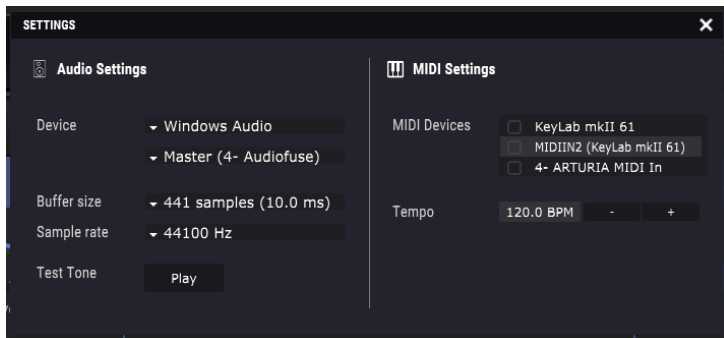 SETTINGS
Audio Settings
Device
Windows Audio
Master (4- Audiofuse)
Buffer size
441 samples (10.0 ms)
Sample rate
44100 Hz
Test Tone
Play
MIDI Settings
MIDI Devices
KeyLab mkII 61
MIDIIN2 (KeyLab mkII 61)
4- ARTURIA MIDI In
Tempo
120.0 BPM - +